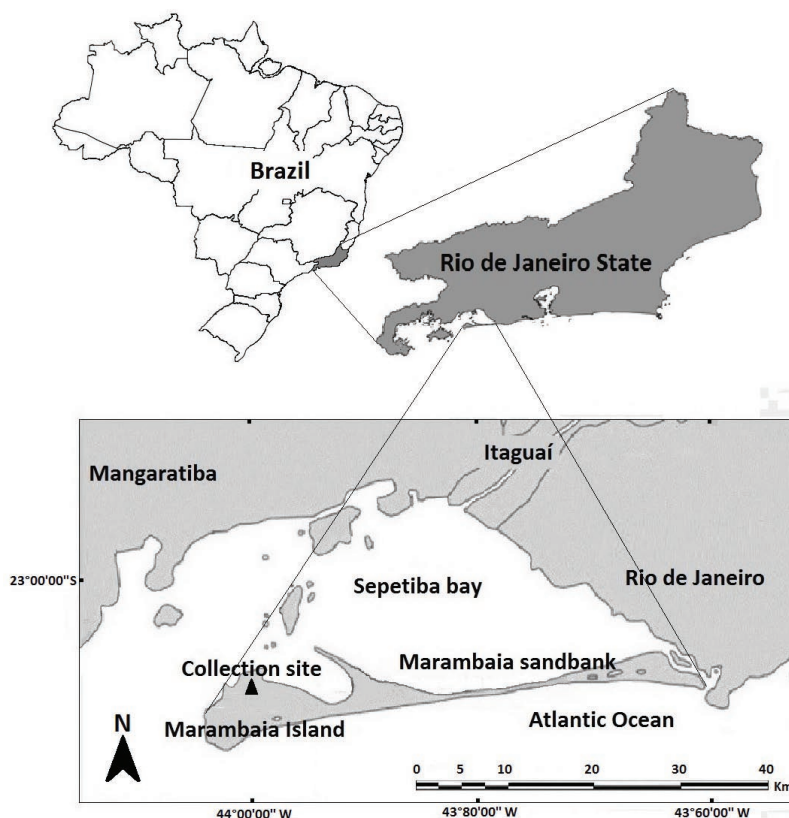 Brazil
Rio de Janeiro State
Itaguaí
Mangaratiba
23°00'00"S
Sepetiba bay
Rio de Janeiro
Collection site
Marambaia sandbank
N
Marambaia Island
Atlantic Ocean
0 5 10 20 30 40
Km
44°00'00" W
43°80'00" W
43°60'00" W